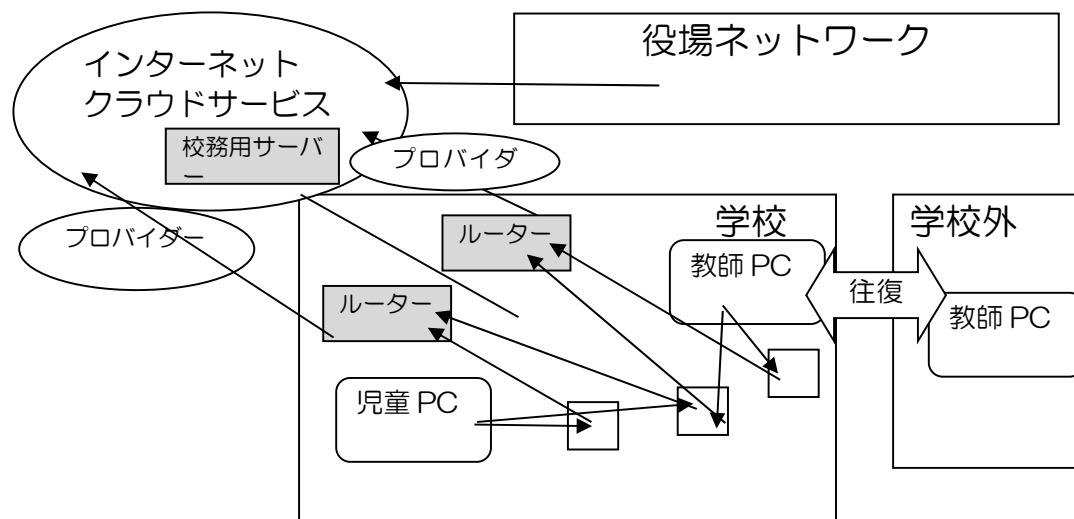 インターネット
クラウドサービス
校務用サーバ
ー
役場ネットワーク
プロバイダ
プロバイダー
ルーター
学校
学校外
教師 PC
往復
教師 PC
ルーター
児童 PC